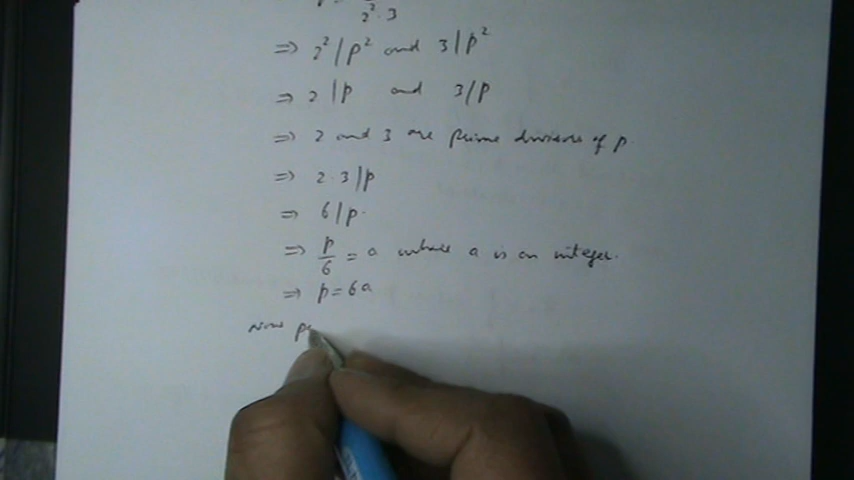 2² · 3
⇒ 2² | p² and 3 | p²
⇒ 2 | p and 3 / p
⇒ 2 and 3 are prime divisors of p
⇒ 2 · 3 | p
⇒ 6 | p.
⇒ p/6 = a where a is an integer.
⇒ p = 6a
Now